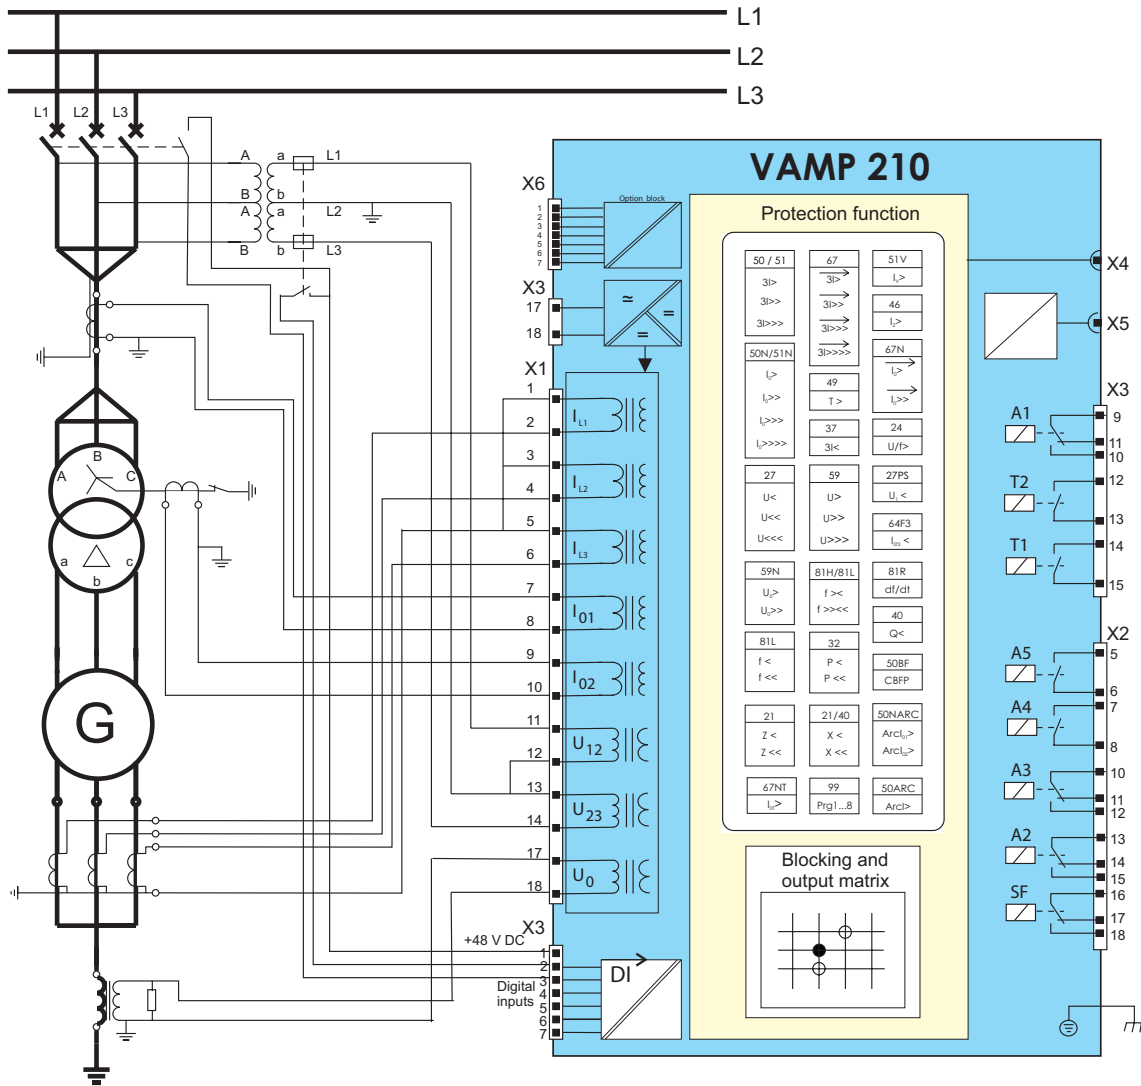 L1
L2
L3
L1 L2 L3
A a L1
B b
A a L2
B b L3
B
A C
a c
b
G
VAMP 210
X6
1
2
3
4
5
6
7
Option block
X3
17
18
≃
=
=
X1
1
2
3
4
5
6
7
8
9
10
11
12
13
14
17
18
IL1
IL2
IL3
I01
I02
U12
U23
U0
X3
+48 V DC
1
2
3
4
5
6
7
Digital
inputs
DI
Protection function
50 / 51
3I>
3I>>
3I>>>
67
3I>
3I>>
3I>>>
3I>>>>
51V
Iv>
46
I2>
50N/51N
I0>
I0>>
I0>>>
I0>>>>
67N
I0>
I0>>
49
T >
37
3I<
24
U/f>
27
U<
U<<
U<<<
59
U>
U>>
U>>>
27PS
U1 <
64F3
I0f3 <
59N
U0>
U0>>
81H/81L
f ><
f >><<
81R
df/dt
40
Q<
81L
f <
f <<
32
P <
P <<
50BF
CBFP
21
Z <
Z <<
21/40
X <
X <<
50NARC
ArcI01>
ArcI02>
67NT
I0T>
99
Prg1...8
50ARC
ArcI>
Blocking and
output matrix
X4
X5
X3
A1
9
11
10
T2
12
13
T1
14
15
X2
A5
5
6
A4
7
8
A3
10
11
12
A2
13
14
15
SF
16
17
18